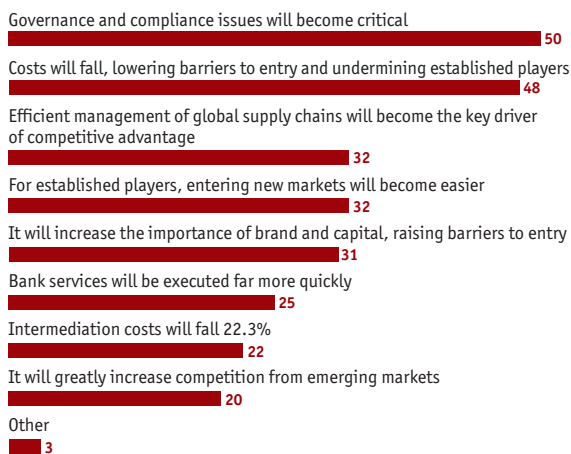 Governance and compliance issues will become critical
50
Costs will fall, lowering barriers to entry and undermining established players
48
Efficient management of global supply chains will become the key driver
of competitive advantage
32
For established players, entering new markets will become easier
32
It will increase the importance of brand and capital, raising barriers to entry
31
Bank services will be executed far more quickly
25
Intermediation costs will fall 22.3%
22
It will greatly increase competition from emerging markets
20
Other
3